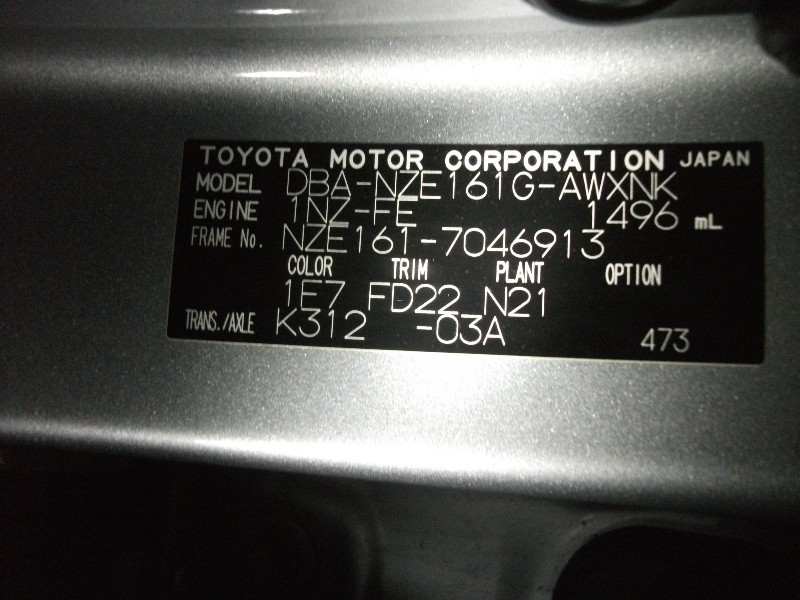 TOYOTA MOTOR CORPORATION JAPAN
MODEL DBA-NZE161G-AWXNK
ENGINE 1NZ-FE 1496 mL
FRAME No. NZE161-7046913
COLOR TRIM PLANT OPTION
1E7 FD22 N21
TRANS./AXLE K312 -03A 473